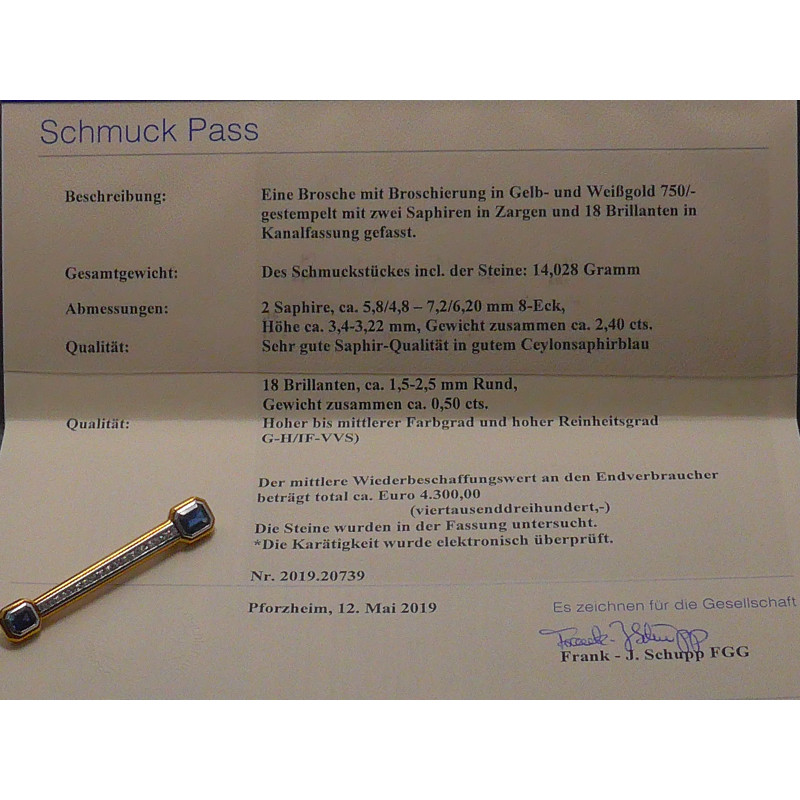 Schmuck Pass
Beschreibung: Eine Brosche mit Broschierung in Gelb- und Weißgold 750/-
gestempelt mit zwei Saphiren in Zargen und 18 Brillanten in
Kanalfassung gefasst.
Gesamtgewicht: Des Schmuckstückes incl. der Steine: 14,028 Gramm
Abmessungen: 2 Saphire, ca. 5,8/4,8 – 7,2/6,20 mm 8-Eck,
Höhe ca. 3,4-3,22 mm, Gewicht zusammen ca. 2,40 cts.
Qualität: Sehr gute Saphir-Qualität in gutem Ceylonsaphirblau
18 Brillanten, ca. 1,5-2,5 mm Rund,
Gewicht zusammen ca. 0,50 cts.
Qualität: Hoher bis mittlerer Farbgrad und hoher Reinheitsgrad
G-H/IF-VVS)
Der mittlere Wiederbeschaffungswert an den Endverbraucher
beträgt total ca. Euro 4.300,00
(viertausenddreihundert,-)
Die Steine wurden in der Fassung untersucht.
*Die Karätigkeit wurde elektronisch überprüft.
Nr. 2019.20739
Pforzheim, 12. Mai 2019
Es zeichnen für die Gesellschaft
Frank-J Schupp
Frank - J. Schupp FGG